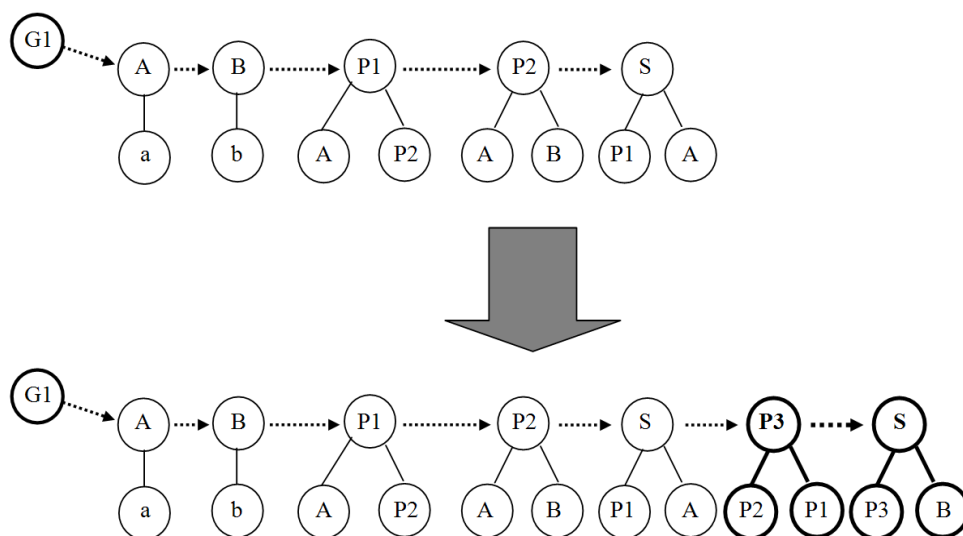 G1
A B P1 P2 S
a b A P2 A B P1 A
G1
A B P1 P2 S P3 S
a b A P2 A B P1 A P2 P1 P3 B